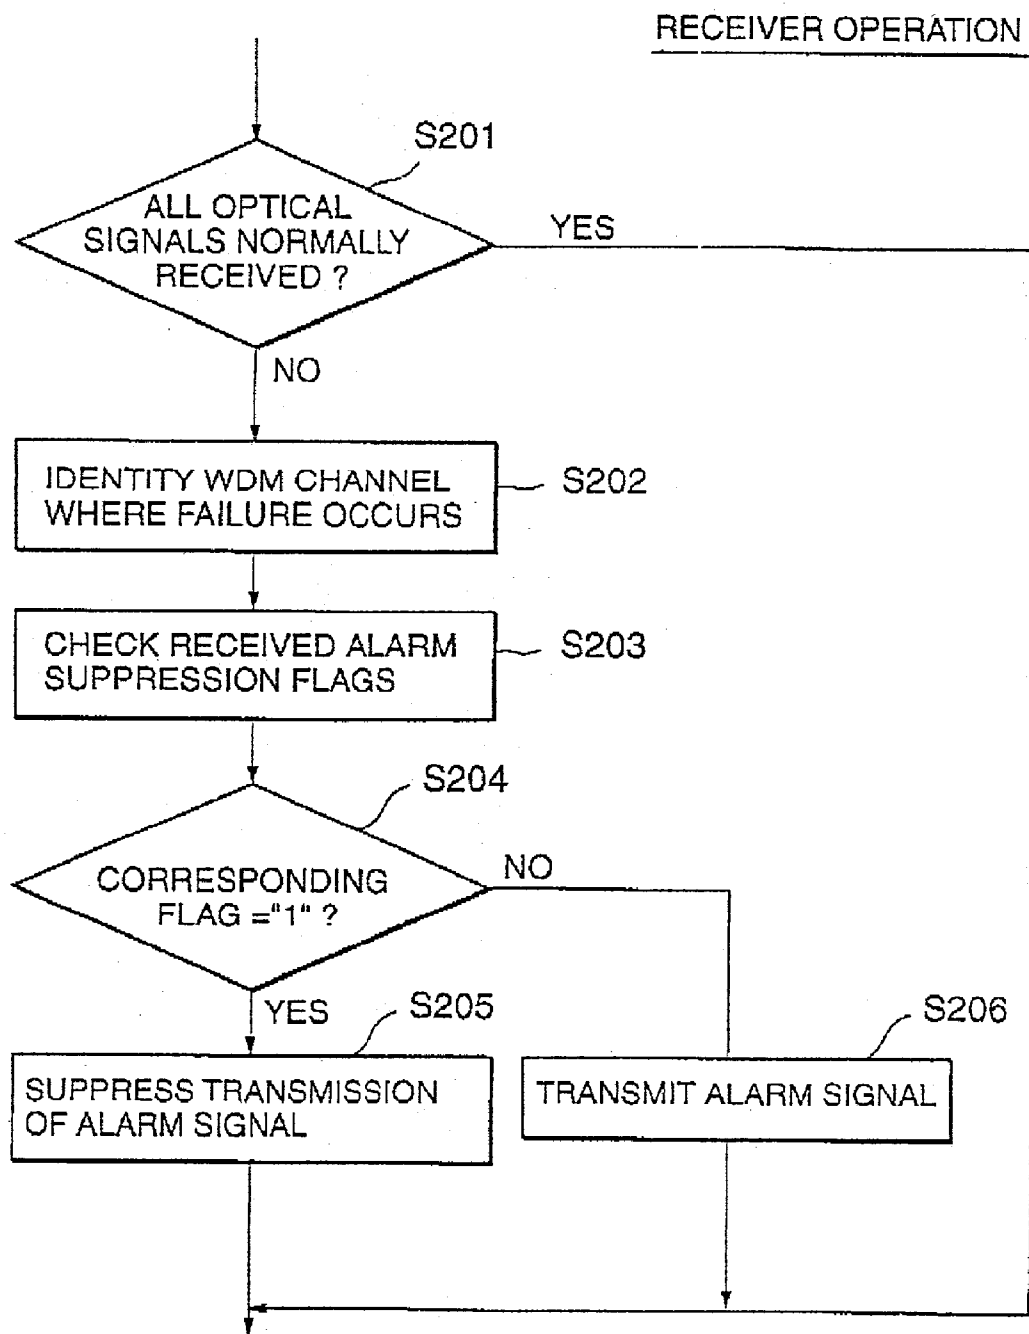 RECEIVER OPERATION
S201
ALL OPTICAL
SIGNALS NORMALLY
RECEIVED ?
YES
NO
IDENTITY WDM CHANNEL
WHERE FAILURE OCCURS
S202
CHECK RECEIVED ALARM
SUPPRESSION FLAGS
S203
S204
CORRESPONDING
FLAG ="1" ?
NO
YES
S205
S206
SUPPRESS TRANSMISSION
OF ALARM SIGNAL
TRANSMIT ALARM SIGNAL